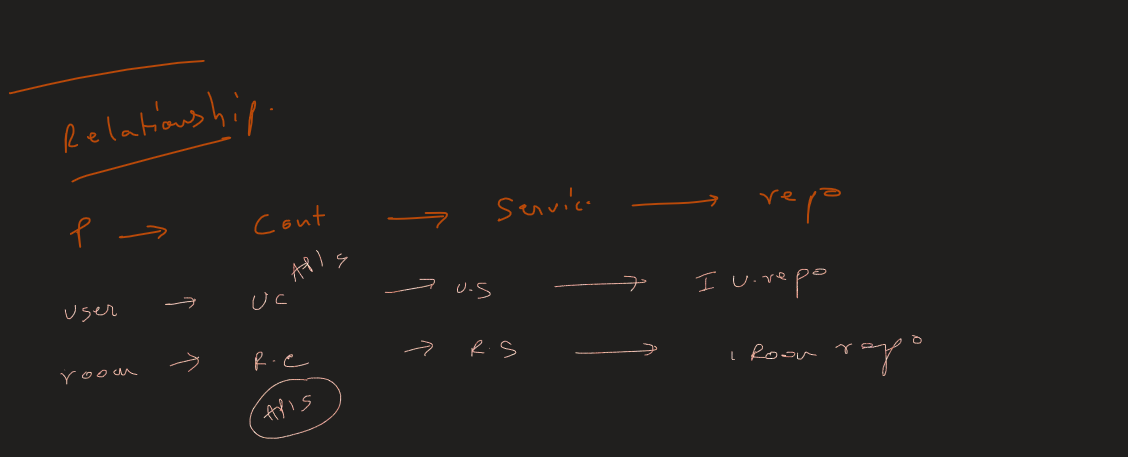 Relationship.
P → Cont → Servic. → repo
APIs
user → UC → U.S → I U.repo
room → R.C → R.S → I Room repo
APIS